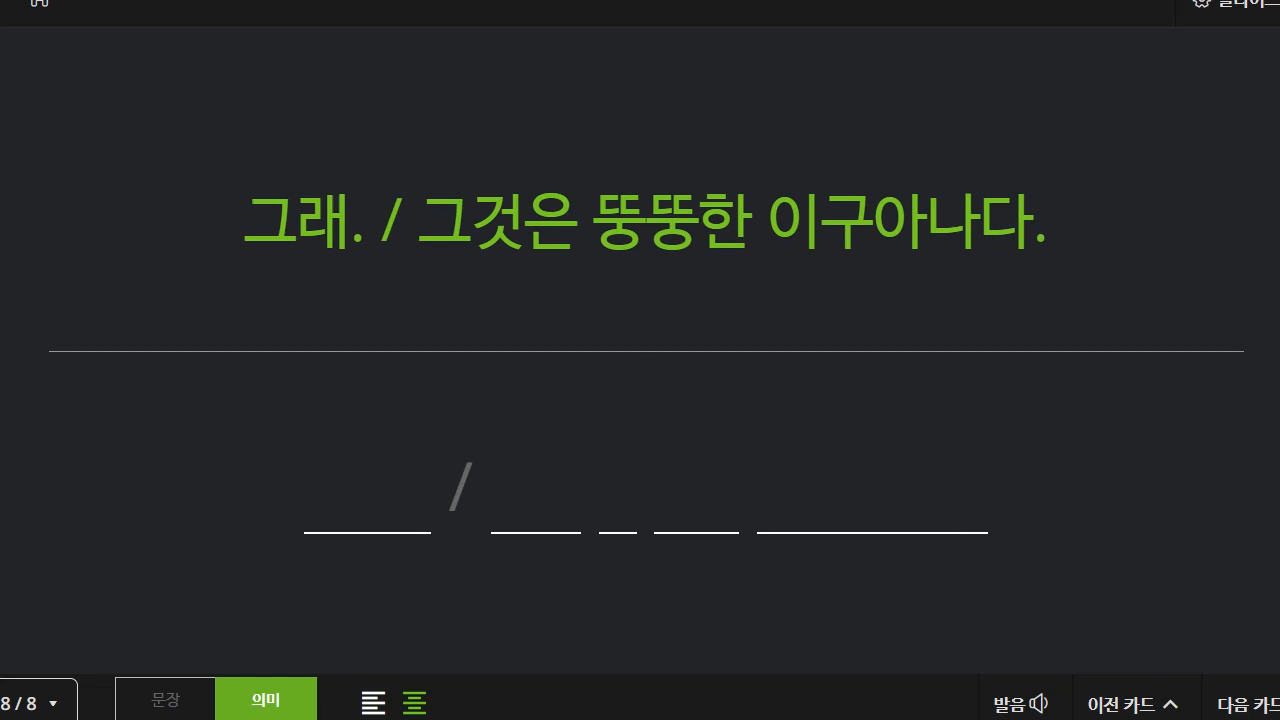 그래. / 그것은 뚱뚱한 이구아나다.
/
8 / 8
문장
의미
발음
이전 카드
다음 카드